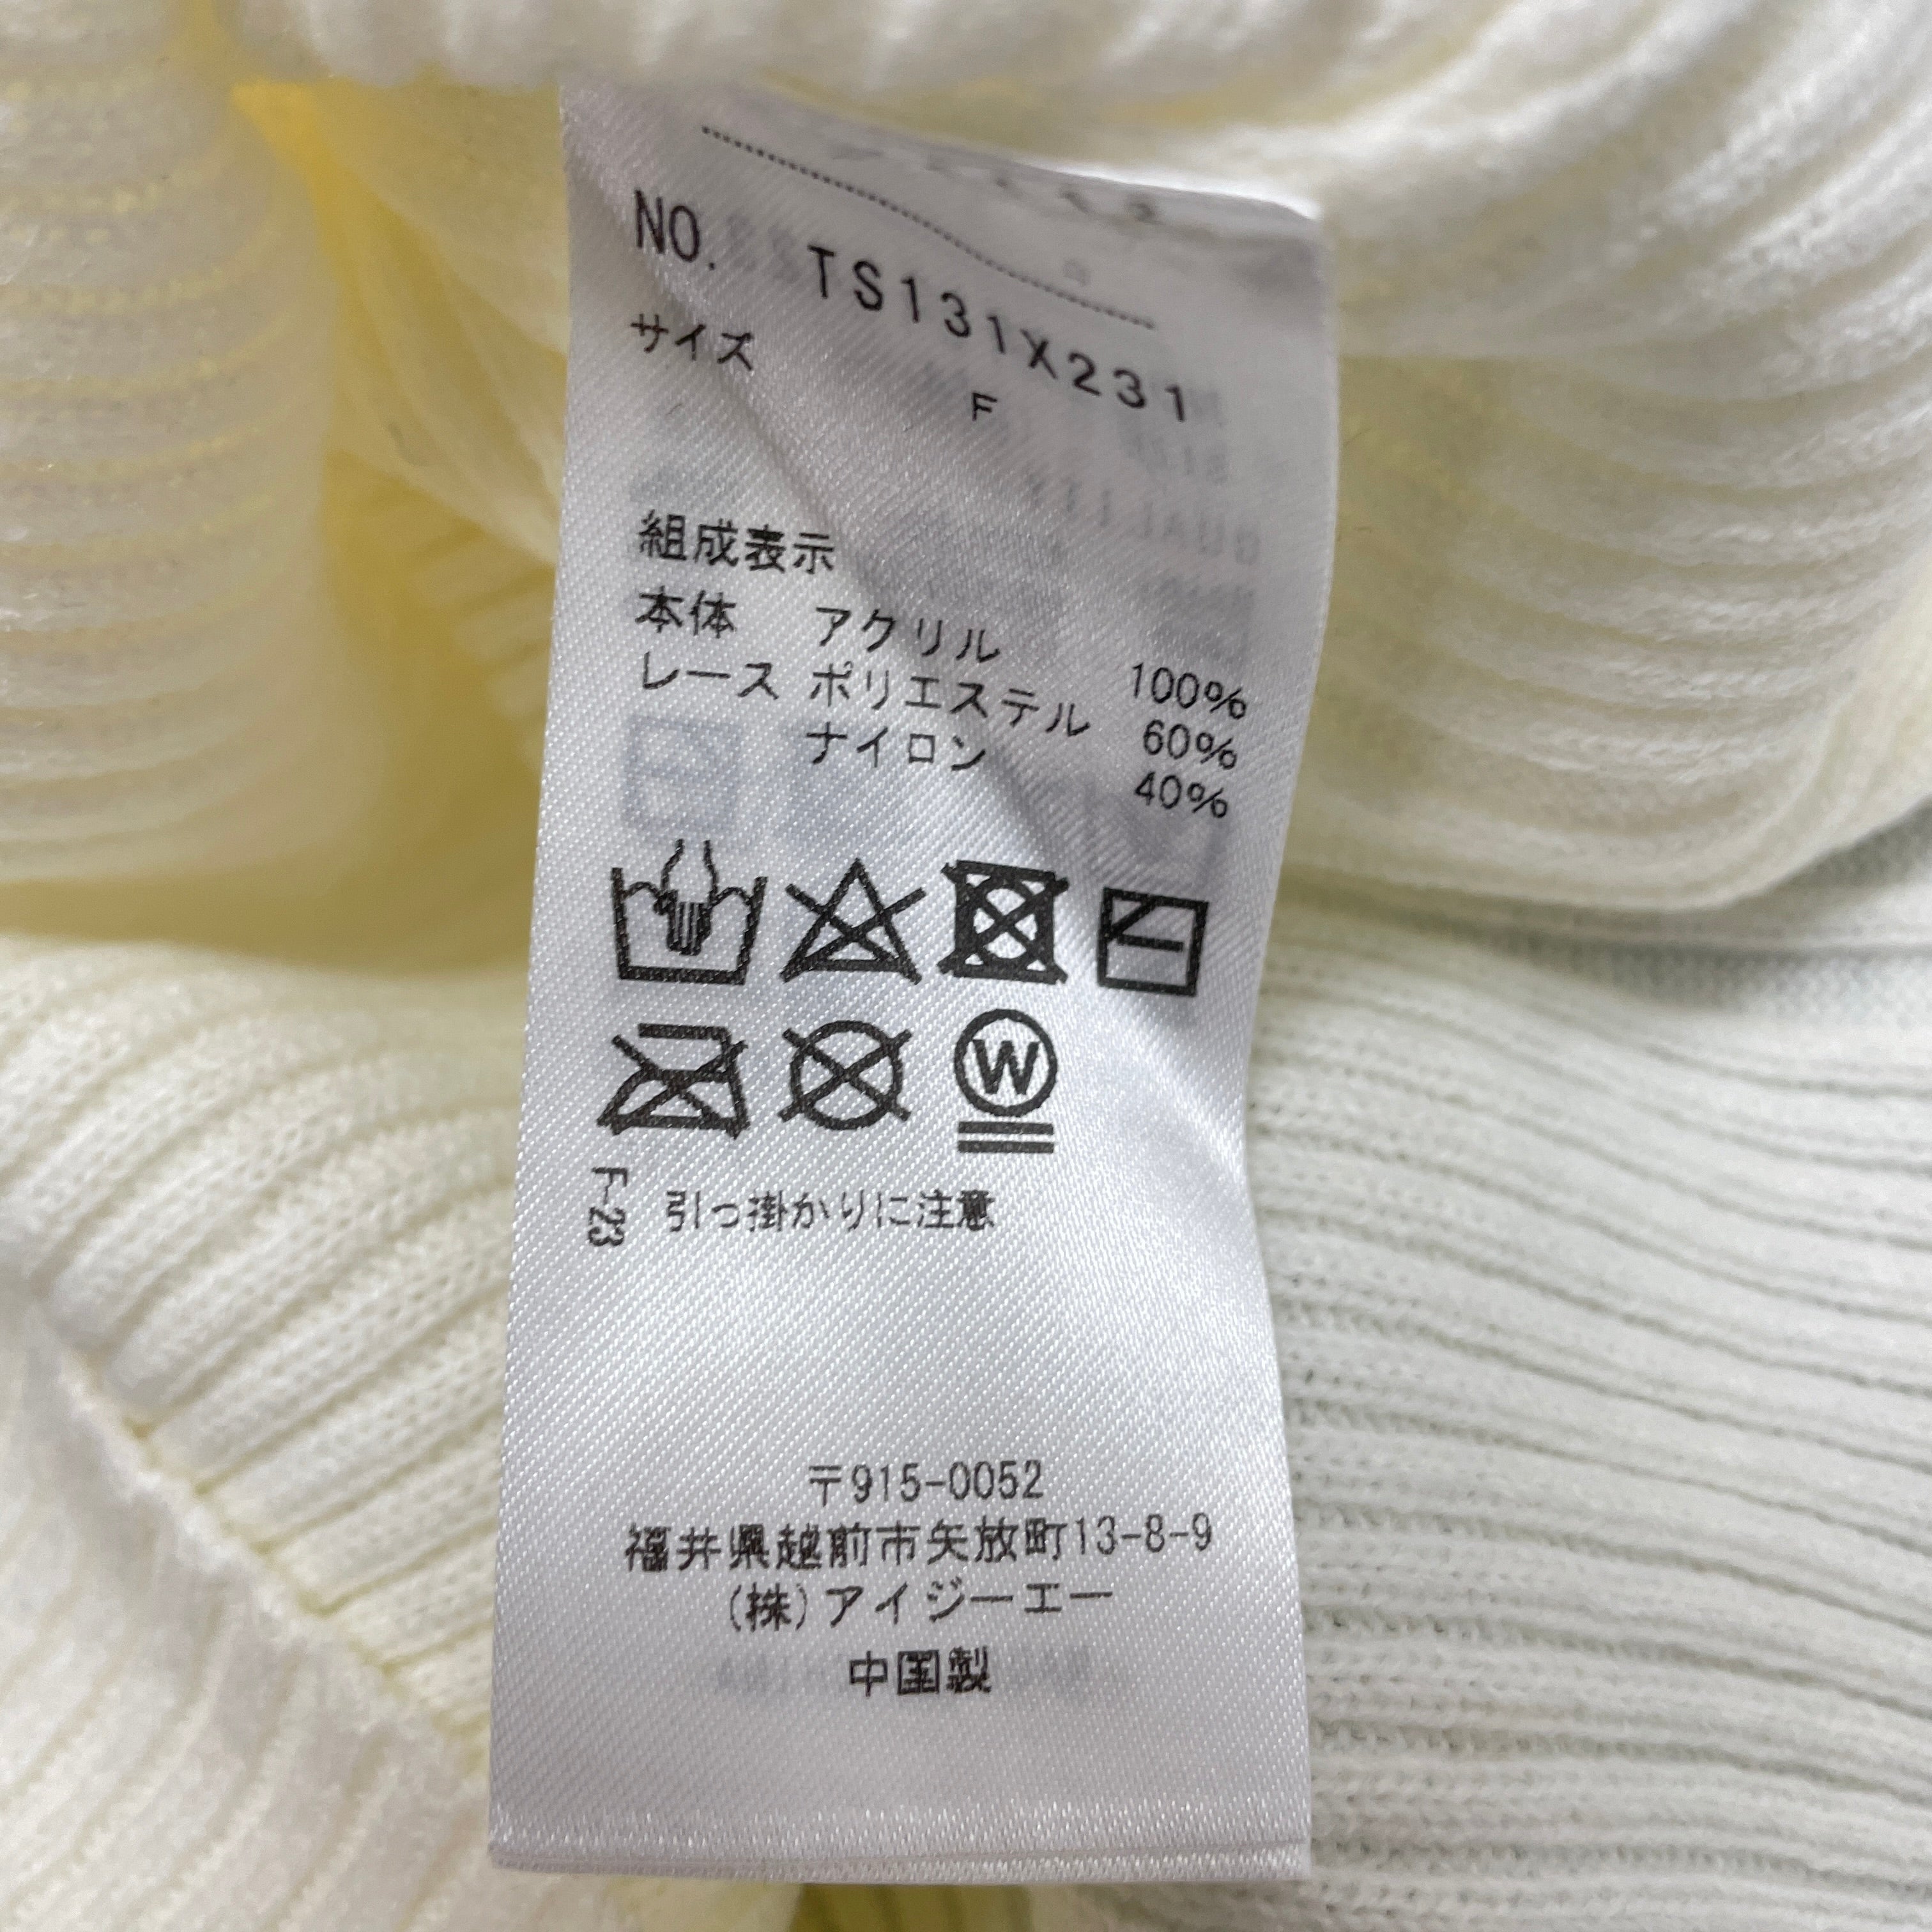 NO. TS131X231
サイズ F
組成表示
本体 アクリル 100%
レース ポリエステル 60%
ナイロン 40%
W
F-23 引っ掛かりに注意
〒915-0052
福井県越前市矢放町13-8-9
(株)アイジーエー
中国製